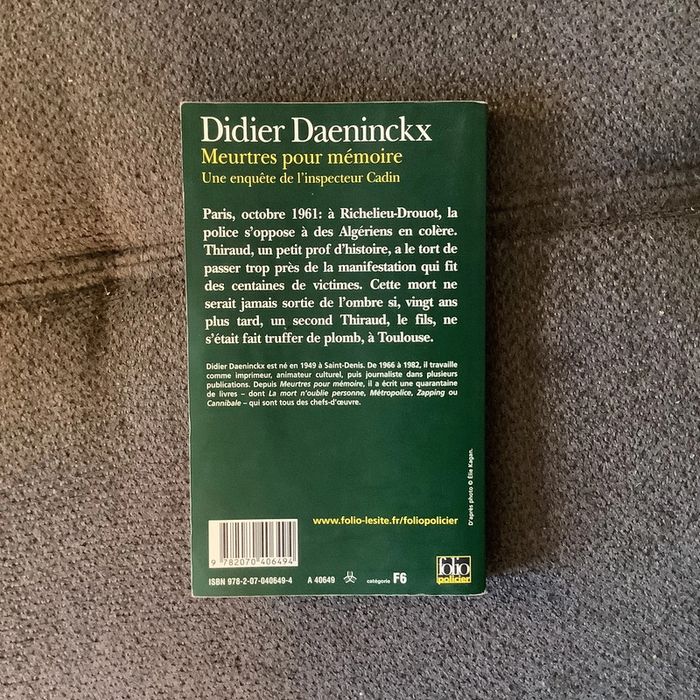 Didier Daeninckx
Meurtres pour mémoire
Une enquête de l'inspecteur Cadin
Paris, octobre 1961: à Richelieu-Drouot, la
police s'oppose à des Algériens en colère.
Thiraud, un petit prof d'histoire, a le tort de
passer trop près de la manifestation qui fit
des centaines de victimes. Cette mort ne
serait jamais sortie de l'ombre si, vingt ans
plus tard, un second Thiraud, le fils, ne
s'était fait truffer de plomb, à Toulouse.
Didier Daeninckx est né en 1949 à Saint-Denis. De 1966 à 1982, il travaille
comme imprimeur, animateur culturel, puis journaliste dans plusieurs
publications. Depuis Meurtres pour mémoire, il a écrit une quarantaine
de livres – dont La mort n'oublie personne, Métropolice, Zapping ou
Cannibale – qui sont tous des chefs-d'œuvre.
D'après photo © Elie Kagan.
www.folio-lesite.fr/foliopolicier
9 782070 406494
ISBN 978-2-07-040649-4 A 40649 catégorie F6
folio
policier